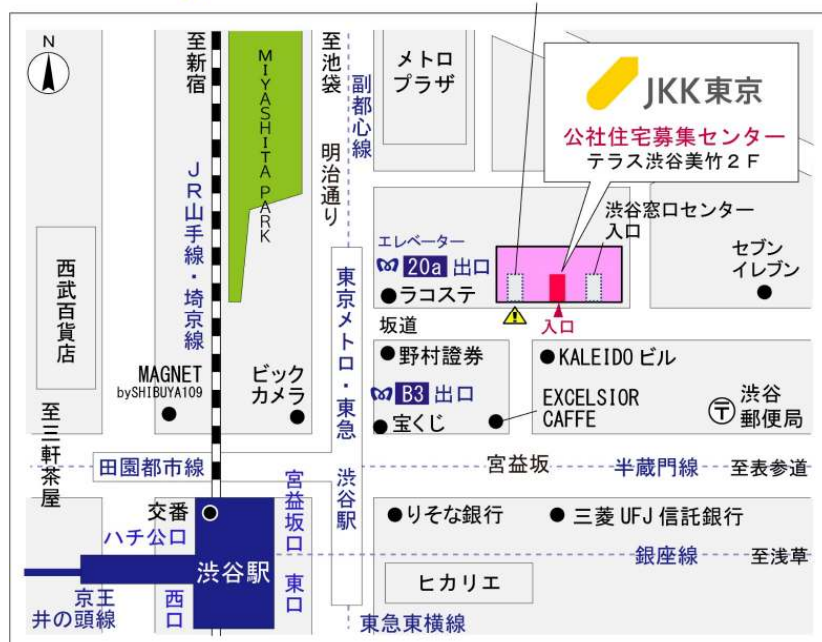 N
至新宿
MIYASHITA PARK
至池袋
副都心線
明治通り
メトロ
プラザ
JKK東京
公社住宅募集センター
テラス渋谷美竹2F
渋谷窓口センター
入口
JR山手線・埼京線
西武百貨店
エレベーター
20a 出口
ラコステ
坂道
入口
セブン
イレブン
東京メトロ・東急
渋谷駅
野村證券
B3 出口
宝くじ
KALEIDO ビル
EXCELSIOR
CAFFE
渋谷
郵便局
MAGNET
bySHIBUYA109
ビック
カメラ
至三軒茶屋
田園都市線
宮益坂
半蔵門線
至表参道
交番
ハチ公口
宮益坂口
りそな銀行
三菱UFJ信託銀行
銀座線
至浅草
渋谷駅
東口
西口
京王
井の頭線
ヒカリエ
東急東横線